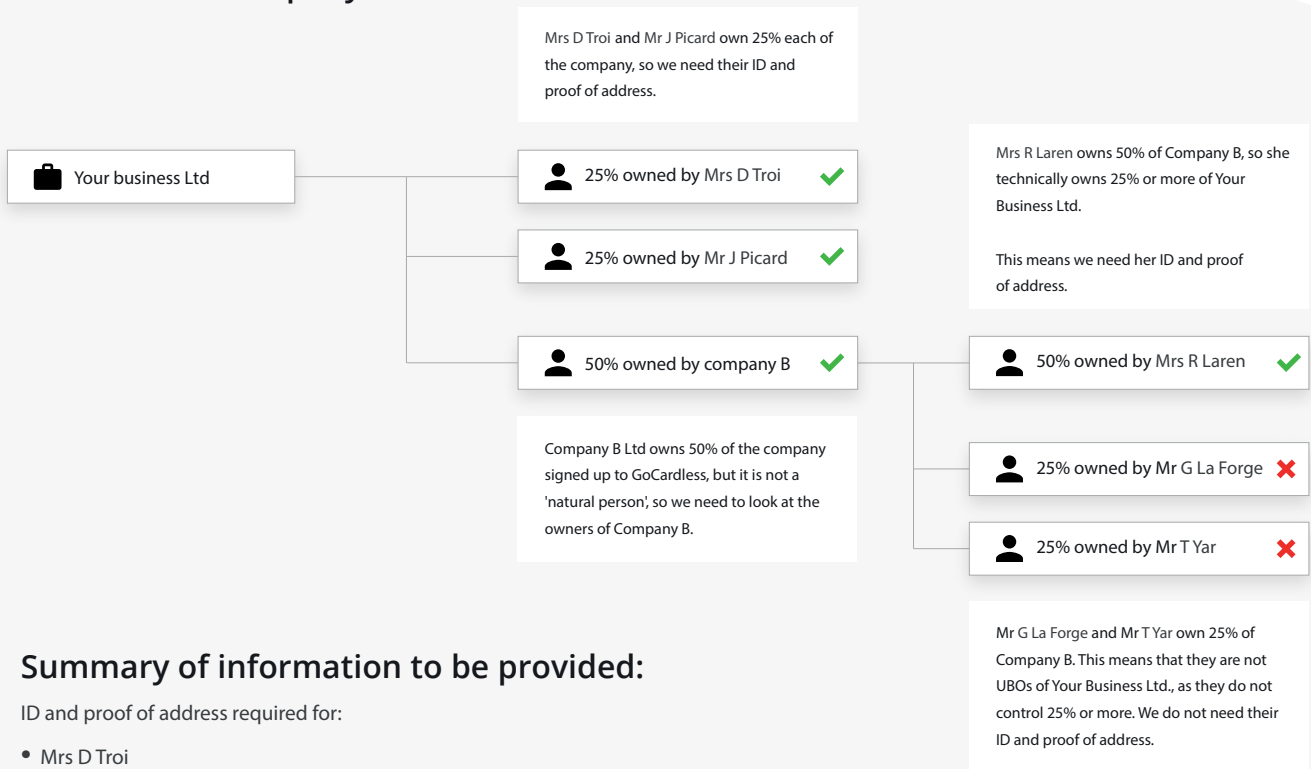 Mrs D Troi and Mr J Picard own 25% each of
the company, so we need their ID and
proof of address.
Your business Ltd
25% owned by Mrs D Troi
25% owned by Mr J Picard
50% owned by company B
Company B Ltd owns 50% of the company
signed up to GoCardless, but it is not a
'natural person', so we need to look at the
owners of Company B.
Mrs R Laren owns 50% of Company B, so she
technically owns 25% or more of Your
Business Ltd.
This means we need her ID and proof
of address.
50% owned by Mrs R Laren
25% owned by Mr G La Forge
25% owned by Mr T Yar
Mr G La Forge and Mr T Yar own 25% of
Company B. This means that they are not
UBOs of Your Business Ltd., as they do not
control 25% or more. We do not need their
ID and proof of address.
Summary of information to be provided:
ID and proof of address required for:
• Mrs D Troi